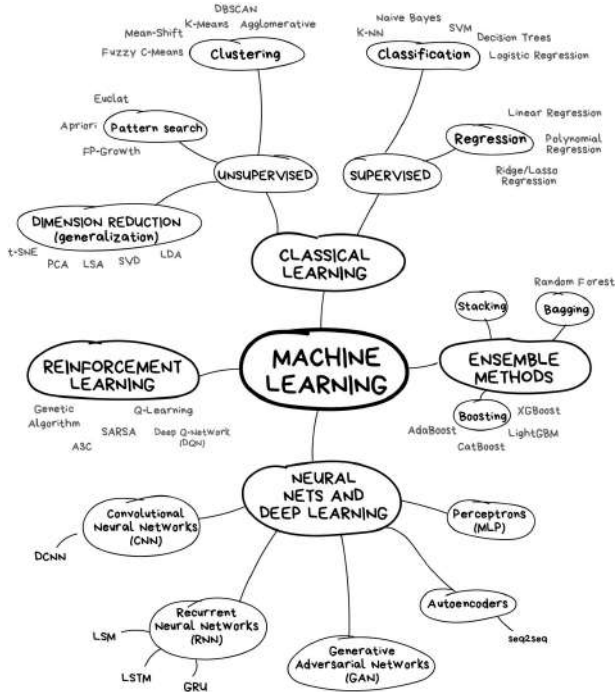 DBSCAN
Mean-Shift
K-Means
Agglomerative
Fuzzy C-Means
Clustering
Naive Bayes
SVM
K-NN
Decision Trees
Classification
Logistic Regression
Euclat
Apriori
Pattern search
FP-Growth
Linear Regression
Regression
Polynomial
Regression
Ridge/Lasso
Regression
UNSUPERVISED
SUPERVISED
DIMENSION REDUCTION
(generalization)
t-SNE
PCA
LSA
SVD
LDA
CLASSICAL
LEARNING
Random Forest
Stacking
Bagging
MACHINE
LEARNING
REINFORCEMENT
LEARNING
ENSEMBLE
METHODS
Genetic
Algorithm
Q-Learning
SARSA
Deep Q-Network
(DQN)
A3C
Boosting
XGBoost
AdaBoost
LightGBM
CatBoost
NEURAL
NETS AND
DEEP LEARNING
Convolutional
Neural Networks
(CNN)
DCNN
Perceptrons
(MLP)
Autoencoders
seq2seq
Recurrent
Neural Networks
(RNN)
LSM
LSTM
GRU
Generative
Adversarial Networks
(GAN)